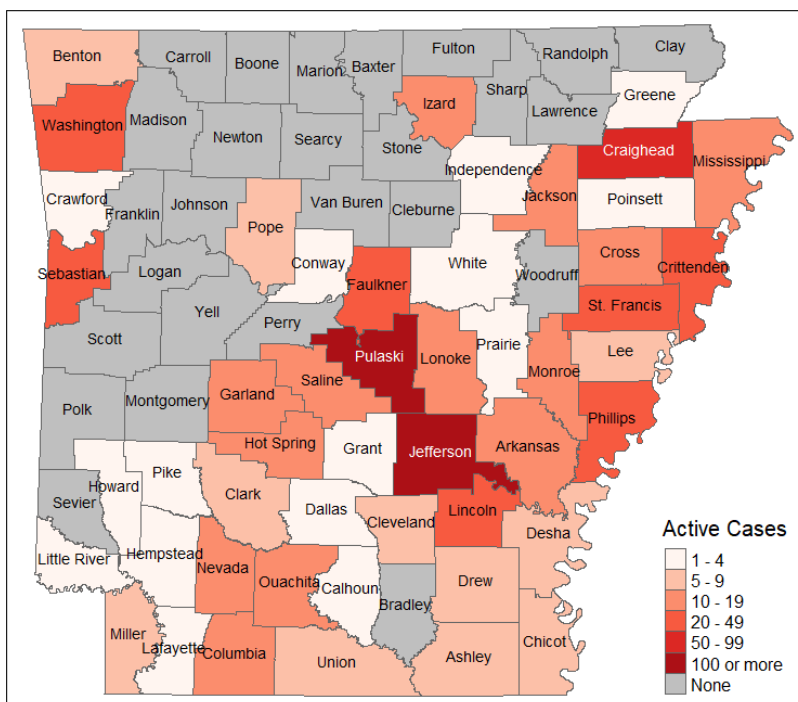 Benton
Carroll
Boone
Marion
Baxter
Fulton
Randolph
Clay
Washington
Madison
Newton
Searcy
Stone
Izard
Sharp
Lawrence
Greene
Craighead
Mississippi
Crawford
Franklin
Johnson
Van Buren
Cleburne
Independence
Jackson
Poinsett
Pope
Conway
White
Woodruff
Cross
Crittenden
Sebastian
Logan
Faulkner
St. Francis
Scott
Yell
Perry
Pulaski
Lonoke
Prairie
Lee
Monroe
Polk
Montgomery
Garland
Saline
Phillips
Hot Spring
Grant
Jefferson
Arkansas
Sevier
Howard
Pike
Clark
Dallas
Cleveland
Lincoln
Desha
Little River
Hempstead
Nevada
Ouachita
Calhoun
Bradley
Drew
Miller
Lafayette
Columbia
Union
Ashley
Chicot
Active Cases
1 - 4
5 - 9
10 - 19
20 - 49
50 - 99
100 or more
None